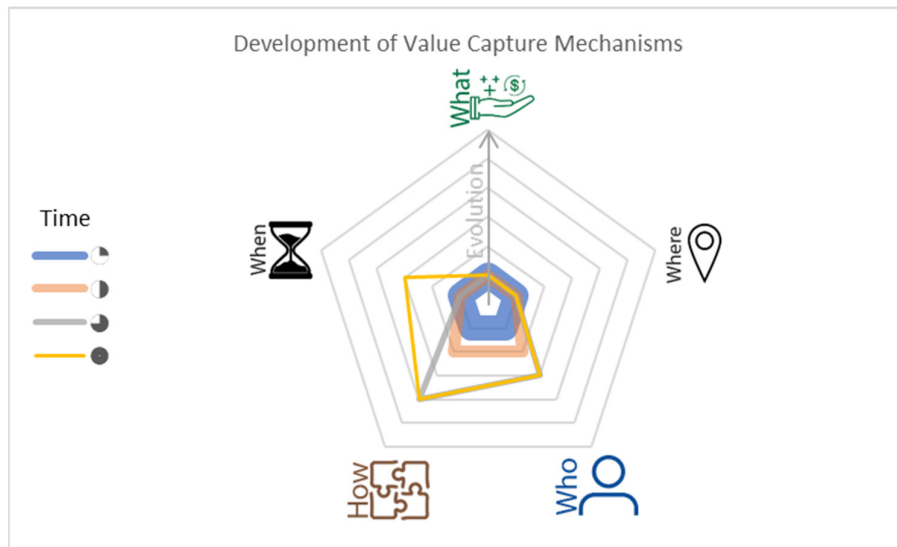 Development of Value Capture Mechanisms
What
$
Evolution
Time
When
Where
How
Who